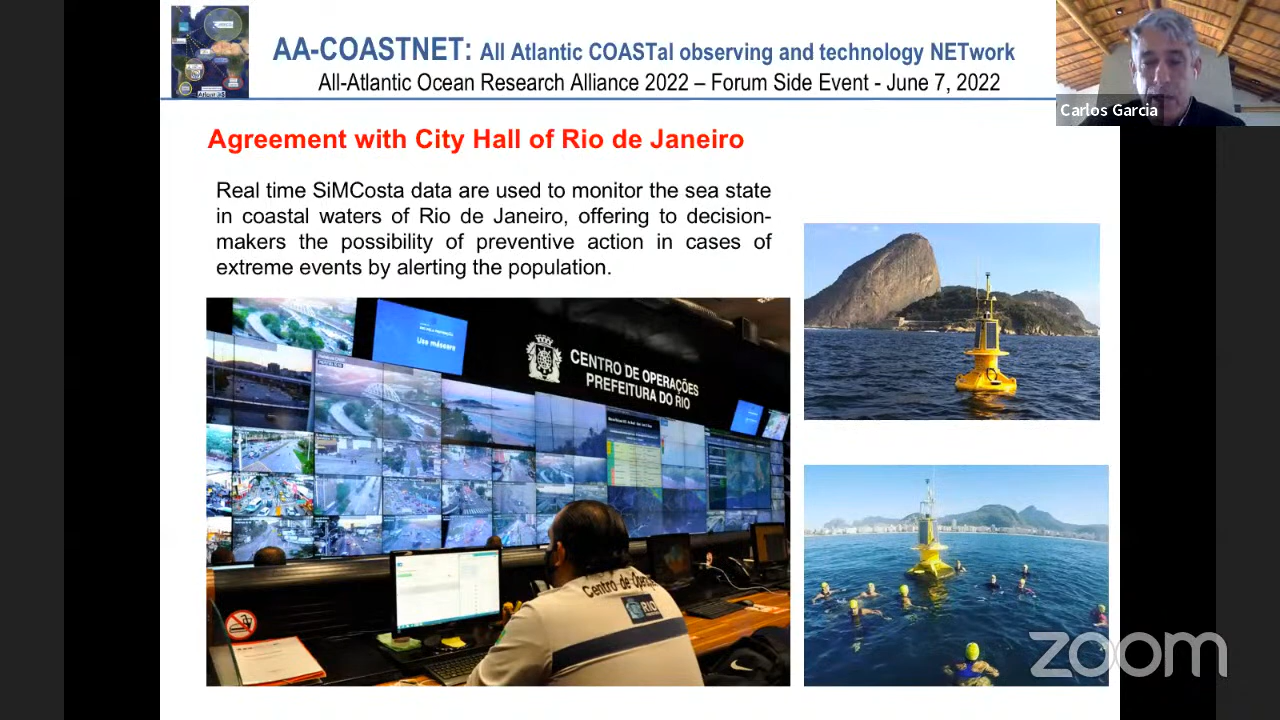 AA-COASTNET: All Atlantic COASTal observing and technology NETwork
All-Atlantic Ocean Research Alliance 2022 – Forum Side Event - June 7, 2022
Carlos Garcia
Agreement with City Hall of Rio de Janeiro
Real time SiMCosta data are used to monitor the sea state
in coastal waters of Rio de Janeiro, offering to decision-
makers the possibility of preventive action in cases of
extreme events by alerting the population.
Use máscara
CENTRO DE OPERAÇÕES
PREFEITURA DO RIO
Centro de
RIO
zoom